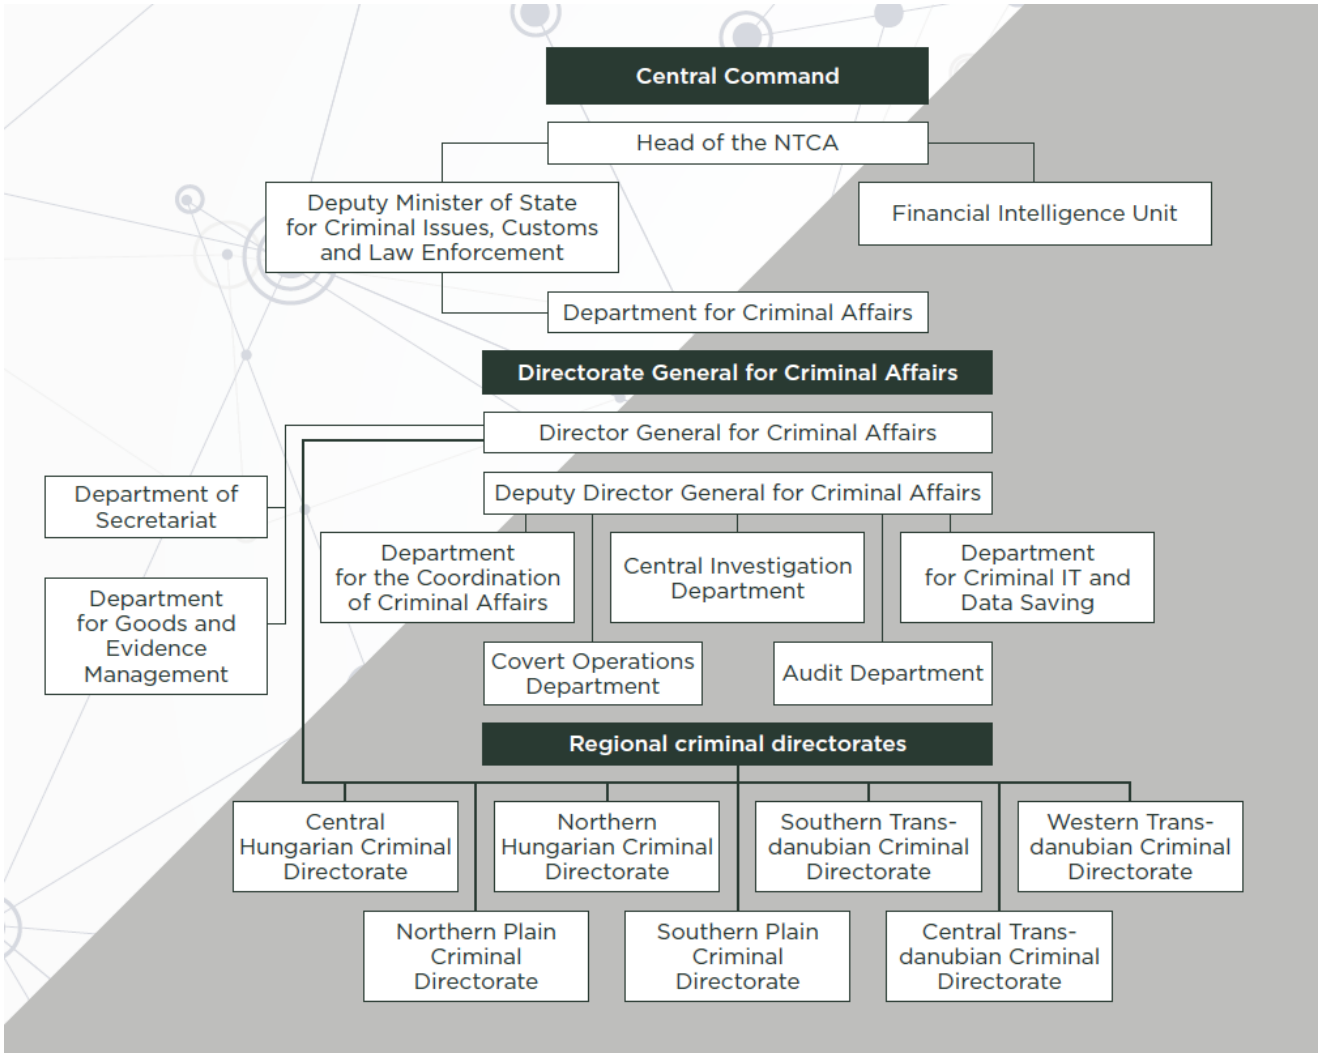 Central Command
Head of the NTCA
Deputy Minister of State
for Criminal Issues, Customs
and Law Enforcement
Financial Intelligence Unit
Department for Criminal Affairs
Directorate General for Criminal Affairs
Director General for Criminal Affairs
Department of
Secretariat
Deputy Director General for Criminal Affairs
Department
for the Coordination
of Criminal Affairs
Central Investigation
Department
Department
for Criminal IT and
Data Saving
Department
for Goods and
Evidence
Management
Covert Operations
Department
Audit Department
Regional criminal directorates
Central
Hungarian Criminal
Directorate
Northern
Hungarian Criminal
Directorate
Southern Trans-
danubian Criminal
Directorate
Western Trans-
danubian Criminal
Directorate
Northern Plain
Criminal
Directorate
Southern Plain
Criminal
Directorate
Central Trans-
danubian Criminal
Directorate